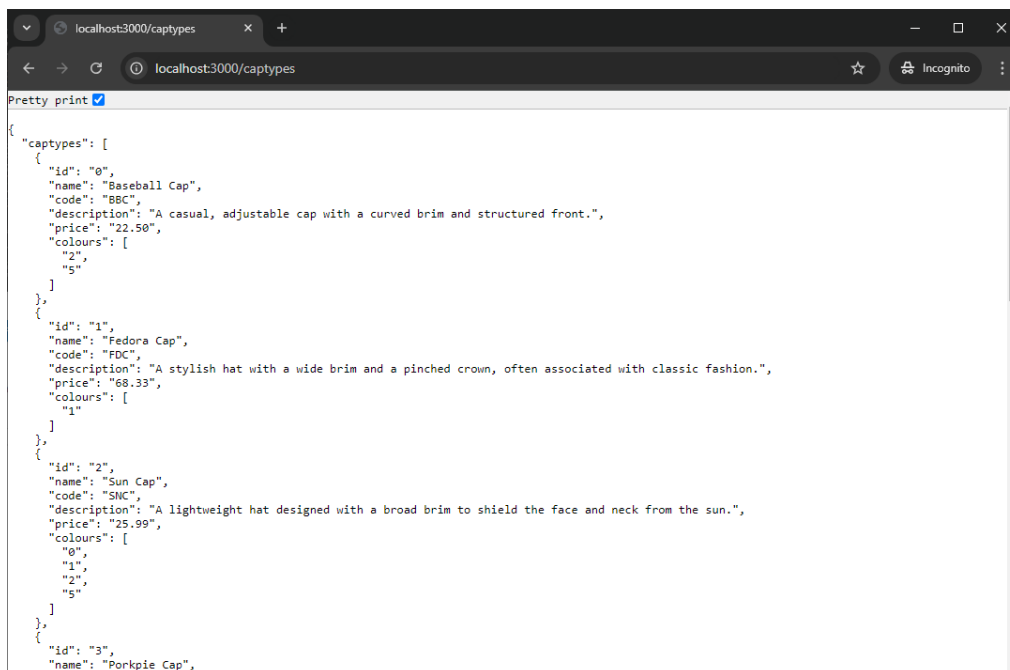 localhost:3000/captypes
localhost:3000/captypes
Incognito
Pretty print
{
  "captypes": [
    {
      "id": "0",
      "name": "Baseball Cap",
      "code": "BBC",
      "description": "A casual, adjustable cap with a curved brim and structured front.",
      "price": "22.50",
      "colours": [
        "2",
        "5"
      ]
    },
    {
      "id": "1",
      "name": "Fedora Cap",
      "code": "FDC",
      "description": "A stylish hat with a wide brim and a pinched crown, often associated with classic fashion.",
      "price": "68.33",
      "colours": [
        "1"
      ]
    },
    {
      "id": "2",
      "name": "Sun Cap",
      "code": "SNC",
      "description": "A lightweight hat designed with a broad brim to shield the face and neck from the sun.",
      "price": "25.99",
      "colours": [
        "0",
        "1",
        "2",
        "5"
      ]
    },
    {
      "id": "3",
      "name": "Porkpie Cap",